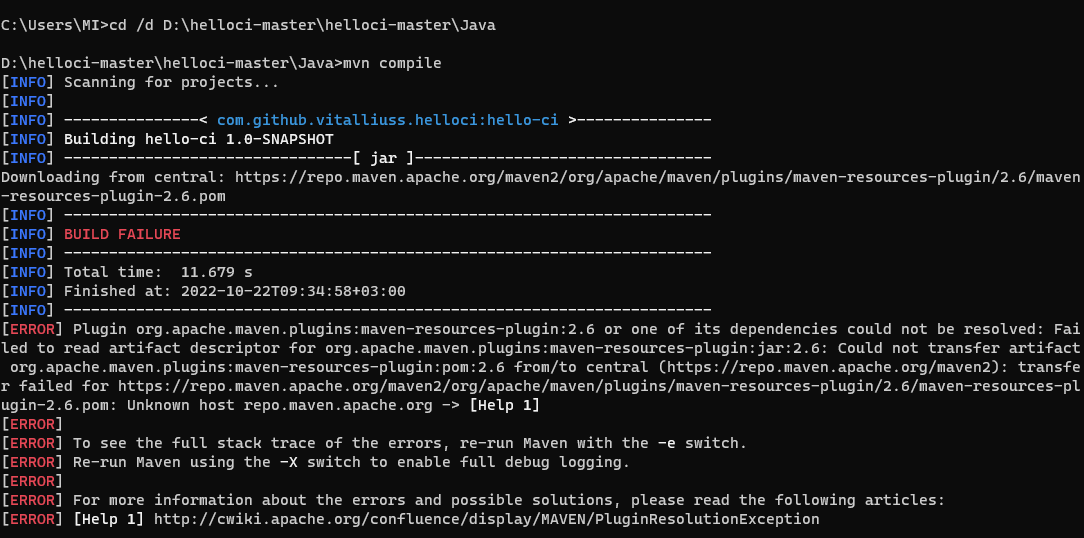 C:\Users\MI>cd /d D:\helloci-master\helloci-master\Java
D:\helloci-master\helloci-master\Java>mvn compile
[INFO] Scanning for projects...
[INFO]
[INFO] ---------------< com.github.vitalliuss.helloci:hello-ci >---------------
[INFO] Building hello-ci 1.0-SNAPSHOT
[INFO] --------------------------------[ jar ]---------------------------------
Downloading from central: https://repo.maven.apache.org/maven2/org/apache/maven/plugins/maven-resources-plugin/2.6/maven
-resources-plugin-2.6.pom
[INFO] ------------------------------------------------------------------------
[INFO] BUILD FAILURE
[INFO] ------------------------------------------------------------------------
[INFO] Total time:  11.679 s
[INFO] Finished at: 2022-10-22T09:34:58+03:00
[INFO] ------------------------------------------------------------------------
[ERROR] Plugin org.apache.maven.plugins:maven-resources-plugin:2.6 or one of its dependencies could not be resolved: Fai
led to read artifact descriptor for org.apache.maven.plugins:maven-resources-plugin:jar:2.6: Could not transfer artifact
 org.apache.maven.plugins:maven-resources-plugin:pom:2.6 from/to central (https://repo.maven.apache.org/maven2): transfe
r failed for https://repo.maven.apache.org/maven2/org/apache/maven/plugins/maven-resources-plugin/2.6/maven-resources-pl
ugin-2.6.pom: Unknown host repo.maven.apache.org -> [Help 1]
[ERROR]
[ERROR] To see the full stack trace of the errors, re-run Maven with the -e switch.
[ERROR] Re-run Maven using the -X switch to enable full debug logging.
[ERROR]
[ERROR] For more information about the errors and possible solutions, please read the following articles:
[ERROR] [Help 1] http://cwiki.apache.org/confluence/display/MAVEN/PluginResolutionException